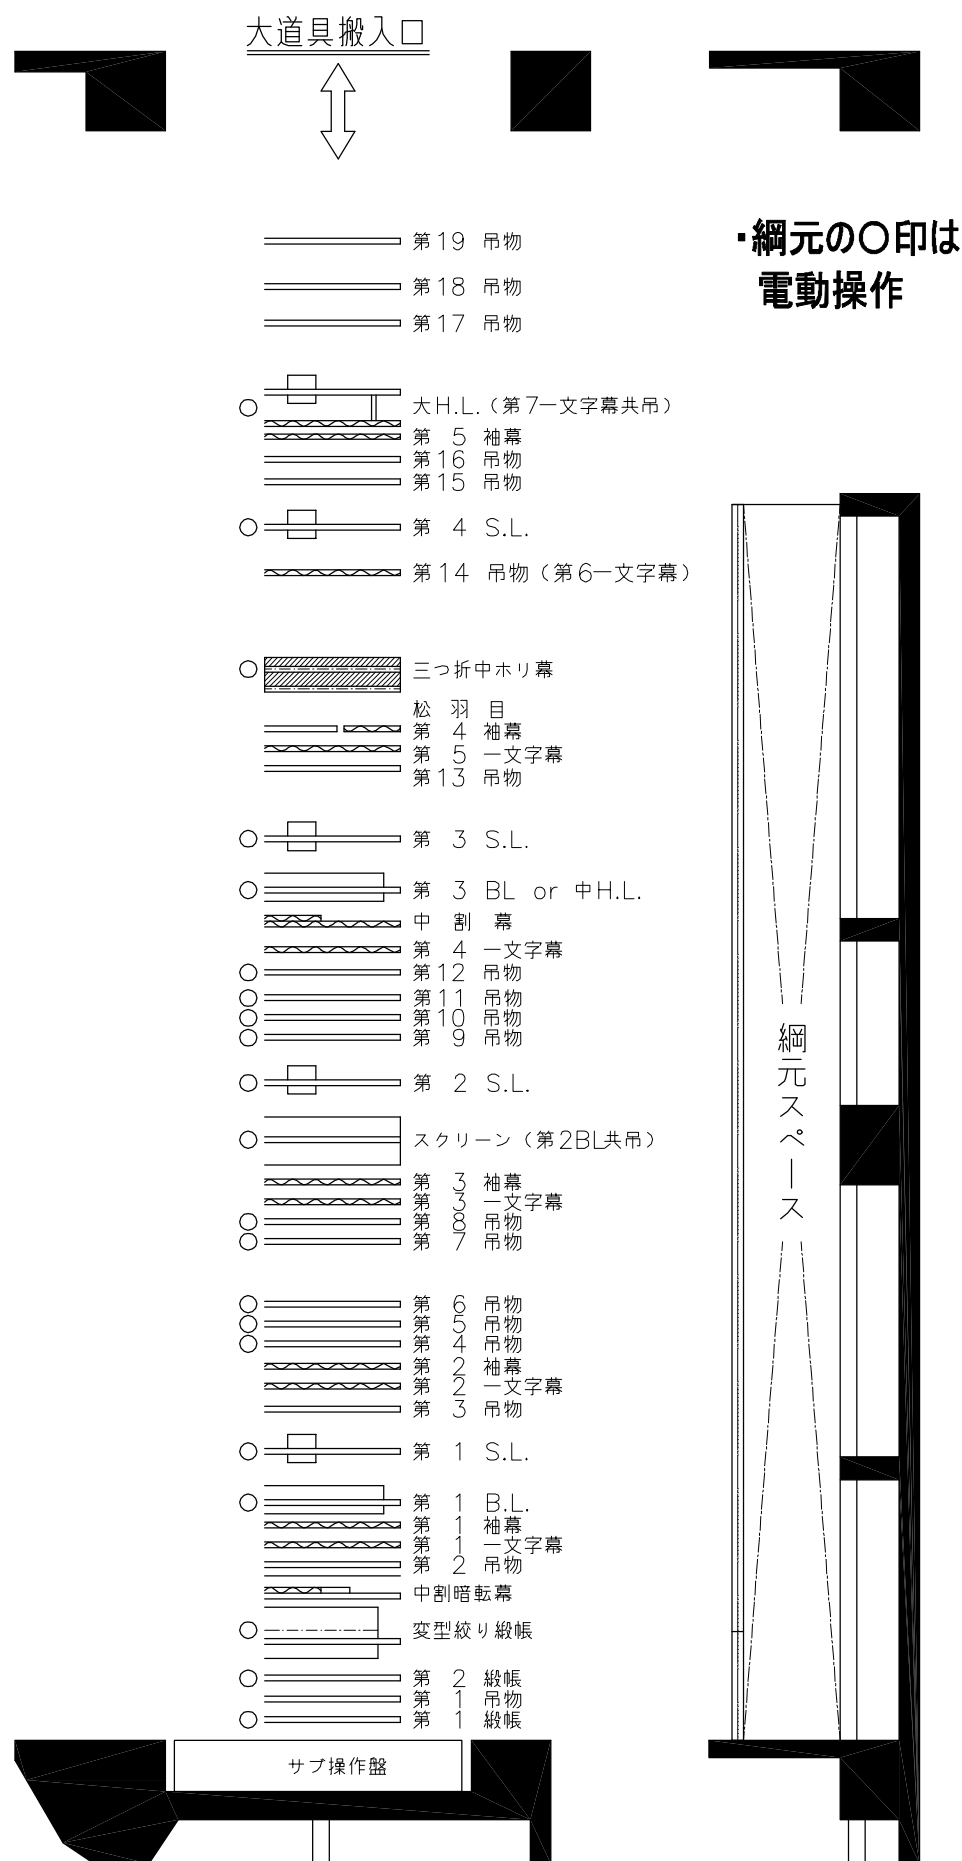 大道具搬入口
・綱元の〇印は
電動操作
第19 吊物
第18 吊物
第17 吊物
大H.L.（第7一文字幕共吊）
第 5 袖幕
第16 吊物
第15 吊物
第 4 S.L.
第14 吊物（第6一文字幕）
三つ折中ホリ幕
松 羽 目
第 4 袖幕
第 5 一文字幕
第13 吊物
第 3 S.L.
第 3 BL or 中H.L.
中 割 幕
第 4 一文字幕
第12 吊物
第11 吊物
第10 吊物
第 9 吊物
第 2 S.L.
スクリーン（第2BL共吊）
第 3 袖幕
第 3 一文字幕
第 8 吊物
第 7 吊物
第 6 吊物
第 5 吊物
第 4 吊物
第 2 袖幕
第 2 一文字幕
第 3 吊物
第 1 S.L.
第 1 B.L.
第 1 袖幕
第 1 一文字幕
第 2 吊物
中割暗転幕
変型絞り緞帳
第 2 緞帳
第 1 吊物
第 1 緞帳
サブ操作盤
綱元スペース